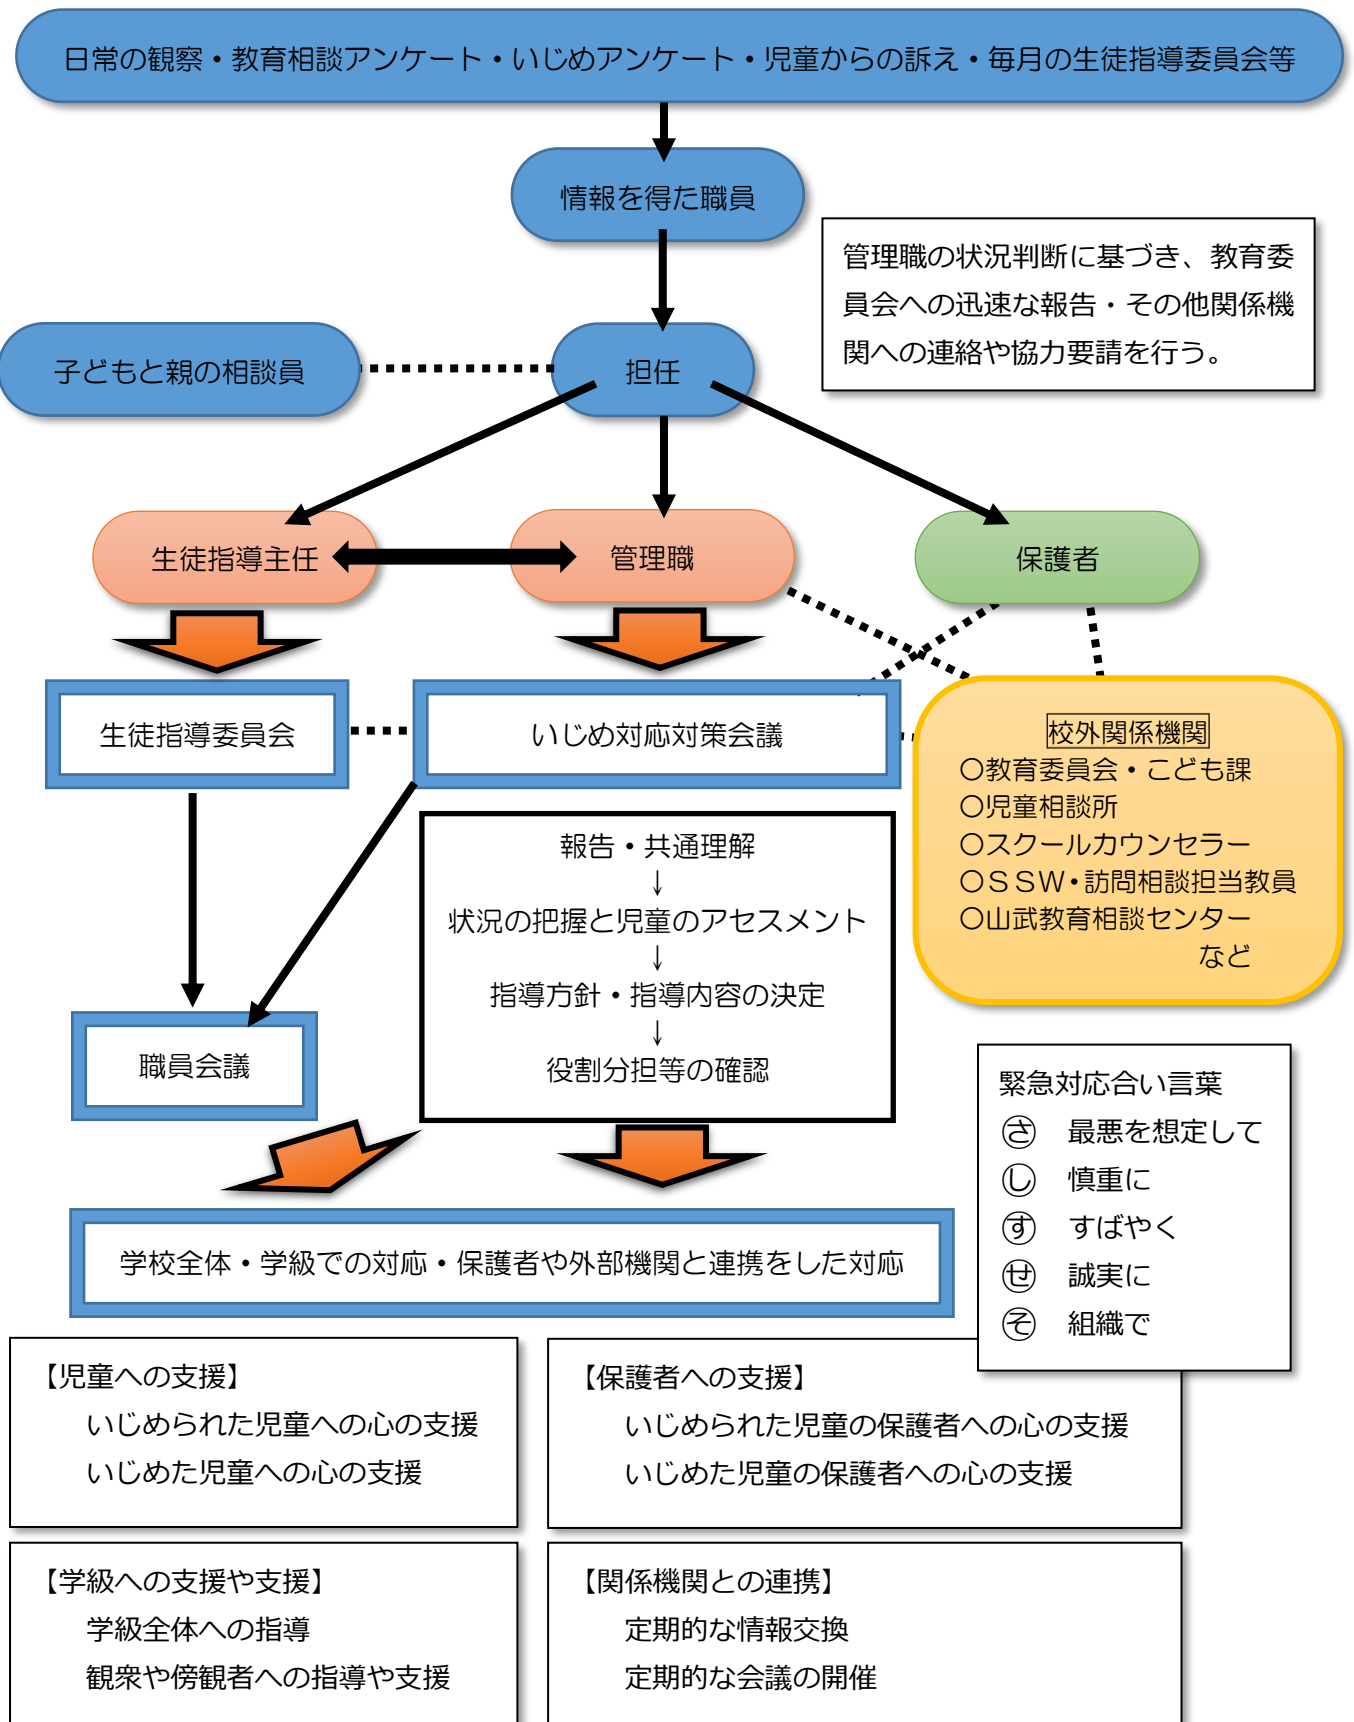 日常の観察・教育相談アンケート・いじめアンケート・児童からの訴え・毎月の生徒指導委員会等
情報を得た職員
管理職の状況判断に基づき、教育委
員会への迅速な報告・その他関係機
関への連絡や協力要請を行う。
子どもと親の相談員
担任
生徒指導主任
管理職
保護者
生徒指導委員会
いじめ対応対策会議
校外関係機関
○教育委員会・こども課
○児童相談所
○スクールカウンセラー
○ＳＳＷ・訪問相談担当教員
○山武教育相談センター
など
報告・共通理解
↓
状況の把握と児童のアセスメント
↓
指導方針・指導内容の決定
↓
役割分担等の確認
職員会議
緊急対応合い言葉
㋚ 最悪を想定して
㋛ 慎重に
㋜ すばやく
㋝ 誠実に
㋞ 組織で
学校全体・学級での対応・保護者や外部機関と連携をした対応
【児童への支援】
いじめられた児童への心の支援
いじめた児童への心の支援
【保護者への支援】
いじめられた児童の保護者への心の支援
いじめた児童の保護者への心の支援
【学級への支援や支援】
学級全体への指導
観衆や傍観者への指導や支援
【関係機関との連携】
定期的な情報交換
定期的な会議の開催